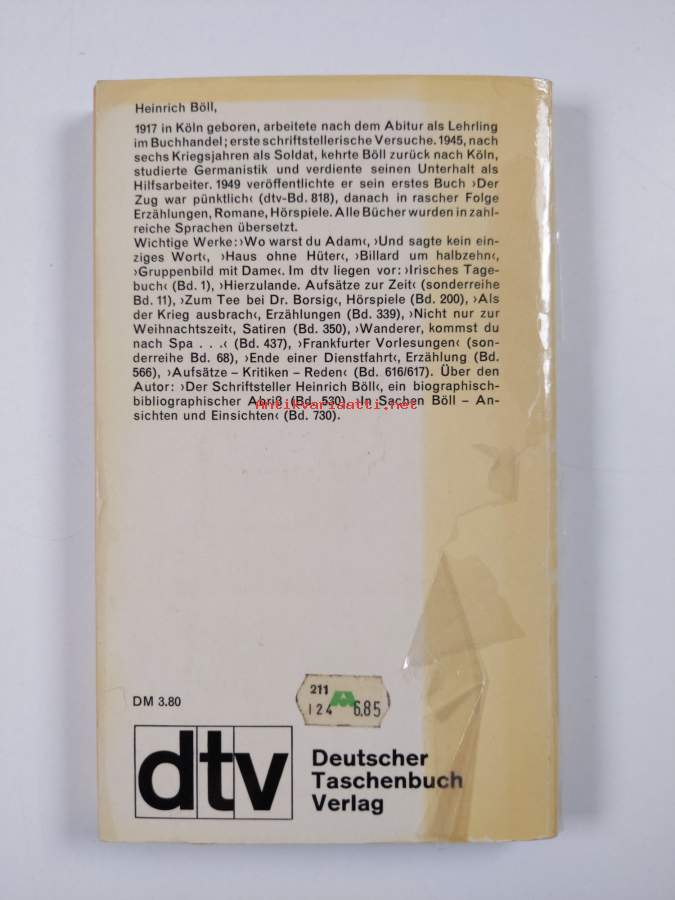 Heinrich Böll,
1917 in Köln geboren, arbeitete nach dem Abitur als Lehrling
im Buchhandel; erste schriftstellerische Versuche. 1945, nach
sechs Kriegsjahren als Soldat, kehrte Böll zurück nach Köln,
studierte Germanistik und verdiente seinen Unterhalt als
Hilfsarbeiter. 1949 veröffentlichte er sein erstes Buch ›Der
Zug war pünktlich‹ (dtv-Bd. 818), danach in rascher Folge
Erzählungen, Romane, Hörspiele. Alle Bücher wurden in zahl-
reiche Sprachen übersetzt.
Wichtige Werke: ›Wo warst du Adam‹, ›Und sagte kein ein-
ziges Wort‹, ›Haus ohne Hüter‹, ›Billard um halbzehn‹,
›Gruppenbild mit Dame‹. Im dtv liegen vor: ›Irisches Tage-
buch‹ (Bd. 1), ›Hierzulande. Aufsätze zur Zeit‹ (sonderreihe
Bd. 11), ›Zum Tee bei Dr. Borsig‹, Hörspiele (Bd. 200), ›Als
der Krieg ausbrach‹, Erzählungen (Bd. 339), ›Nicht nur zur
Weihnachtszeit‹, Satiren (Bd. 350), ›Wanderer, kommst du
nach Spa . . .‹ (Bd. 437), ›Frankfurter Vorlesungen‹ (son-
derreihe Bd. 68), ›Ende einer Dienstfahrt‹, Erzählung (Bd.
566), ›Aufsätze – Kritiken – Reden‹ (Bd. 616/617). Über den
Autor: ›Der Schriftsteller Heinrich Böll‹, ein biographisch-
bibliographischer Abriß (Bd. 530). ›In Sachen Böll – An-
sichten und Einsichten‹ (Bd. 730).
Antikvariaatti.net
DM 3.80
211
124 6.85
dtv
Deutscher
Taschenbuch
Verlag